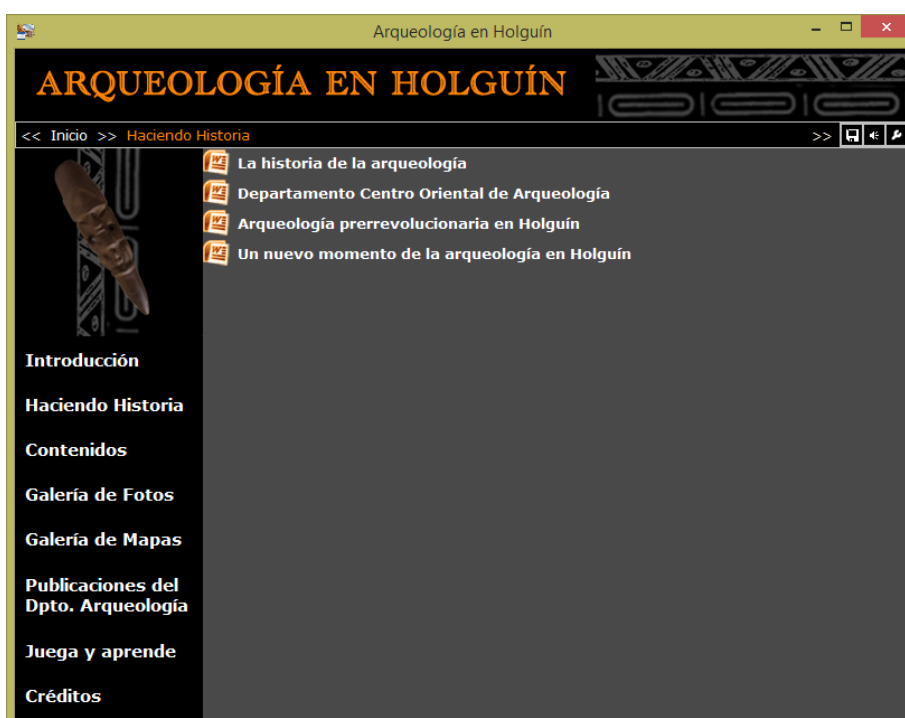 Arqueología en Holguín
ARQUEOLOGÍA EN HOLGUÍN
<< Inicio >> Haciendo Historia >>
La historia de la arqueología
Departamento Centro Oriental de Arqueología
Arqueología prerrevolucionaria en Holguín
Un nuevo momento de la arqueología en Holguín
Introducción
Haciendo Historia
Contenidos
Galería de Fotos
Galería de Mapas
Publicaciones del
Dpto. Arqueología
Juega y aprende
Créditos